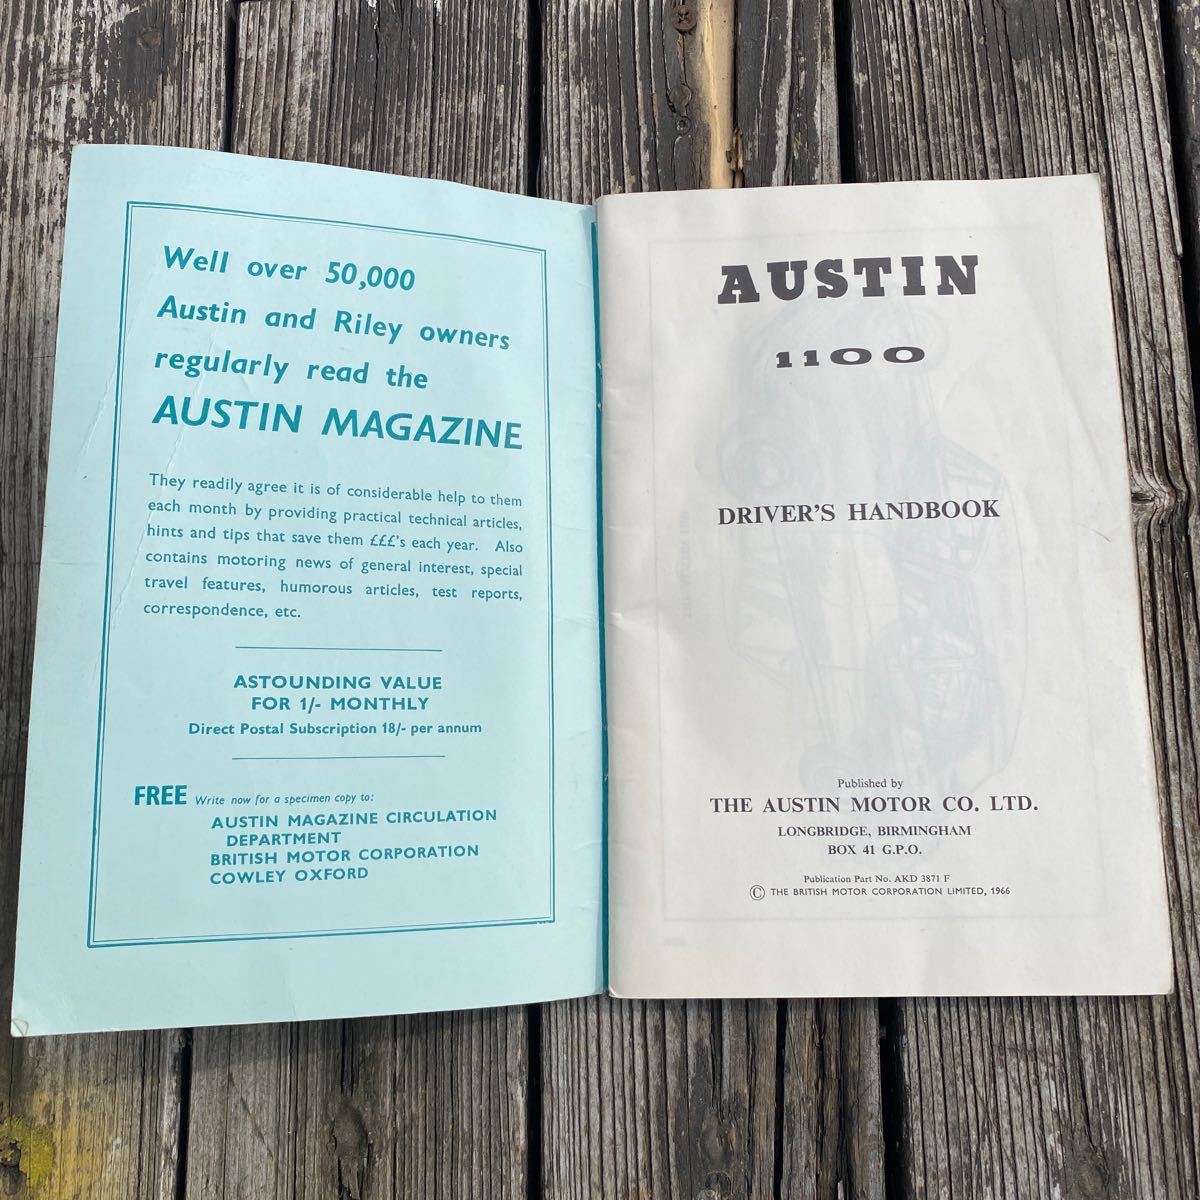 Well over 50,000
Austin and Riley owners
regularly read the
AUSTIN MAGAZINE
They readily agree it is of considerable help to them
each month by providing practical technical articles,
hints and tips that save them £££'s each year. Also
contains motoring news of general interest, special
travel features, humorous articles, test reports,
correspondence, etc.
ASTOUNDING VALUE
FOR 1/- MONTHLY
Direct Postal Subscription 18/- per annum
FREE Write now for a specimen copy to:
AUSTIN MAGAZINE CIRCULATION
DEPARTMENT
BRITISH MOTOR CORPORATION
COWLEY OXFORD
AUSTIN
1100
DRIVER'S HANDBOOK
Published by
THE AUSTIN MOTOR CO. LTD.
LONGBRIDGE, BIRMINGHAM
BOX 41 G.P.O.
Publication Part No. AKD 3871 F
© THE BRITISH MOTOR CORPORATION LIMITED, 1966